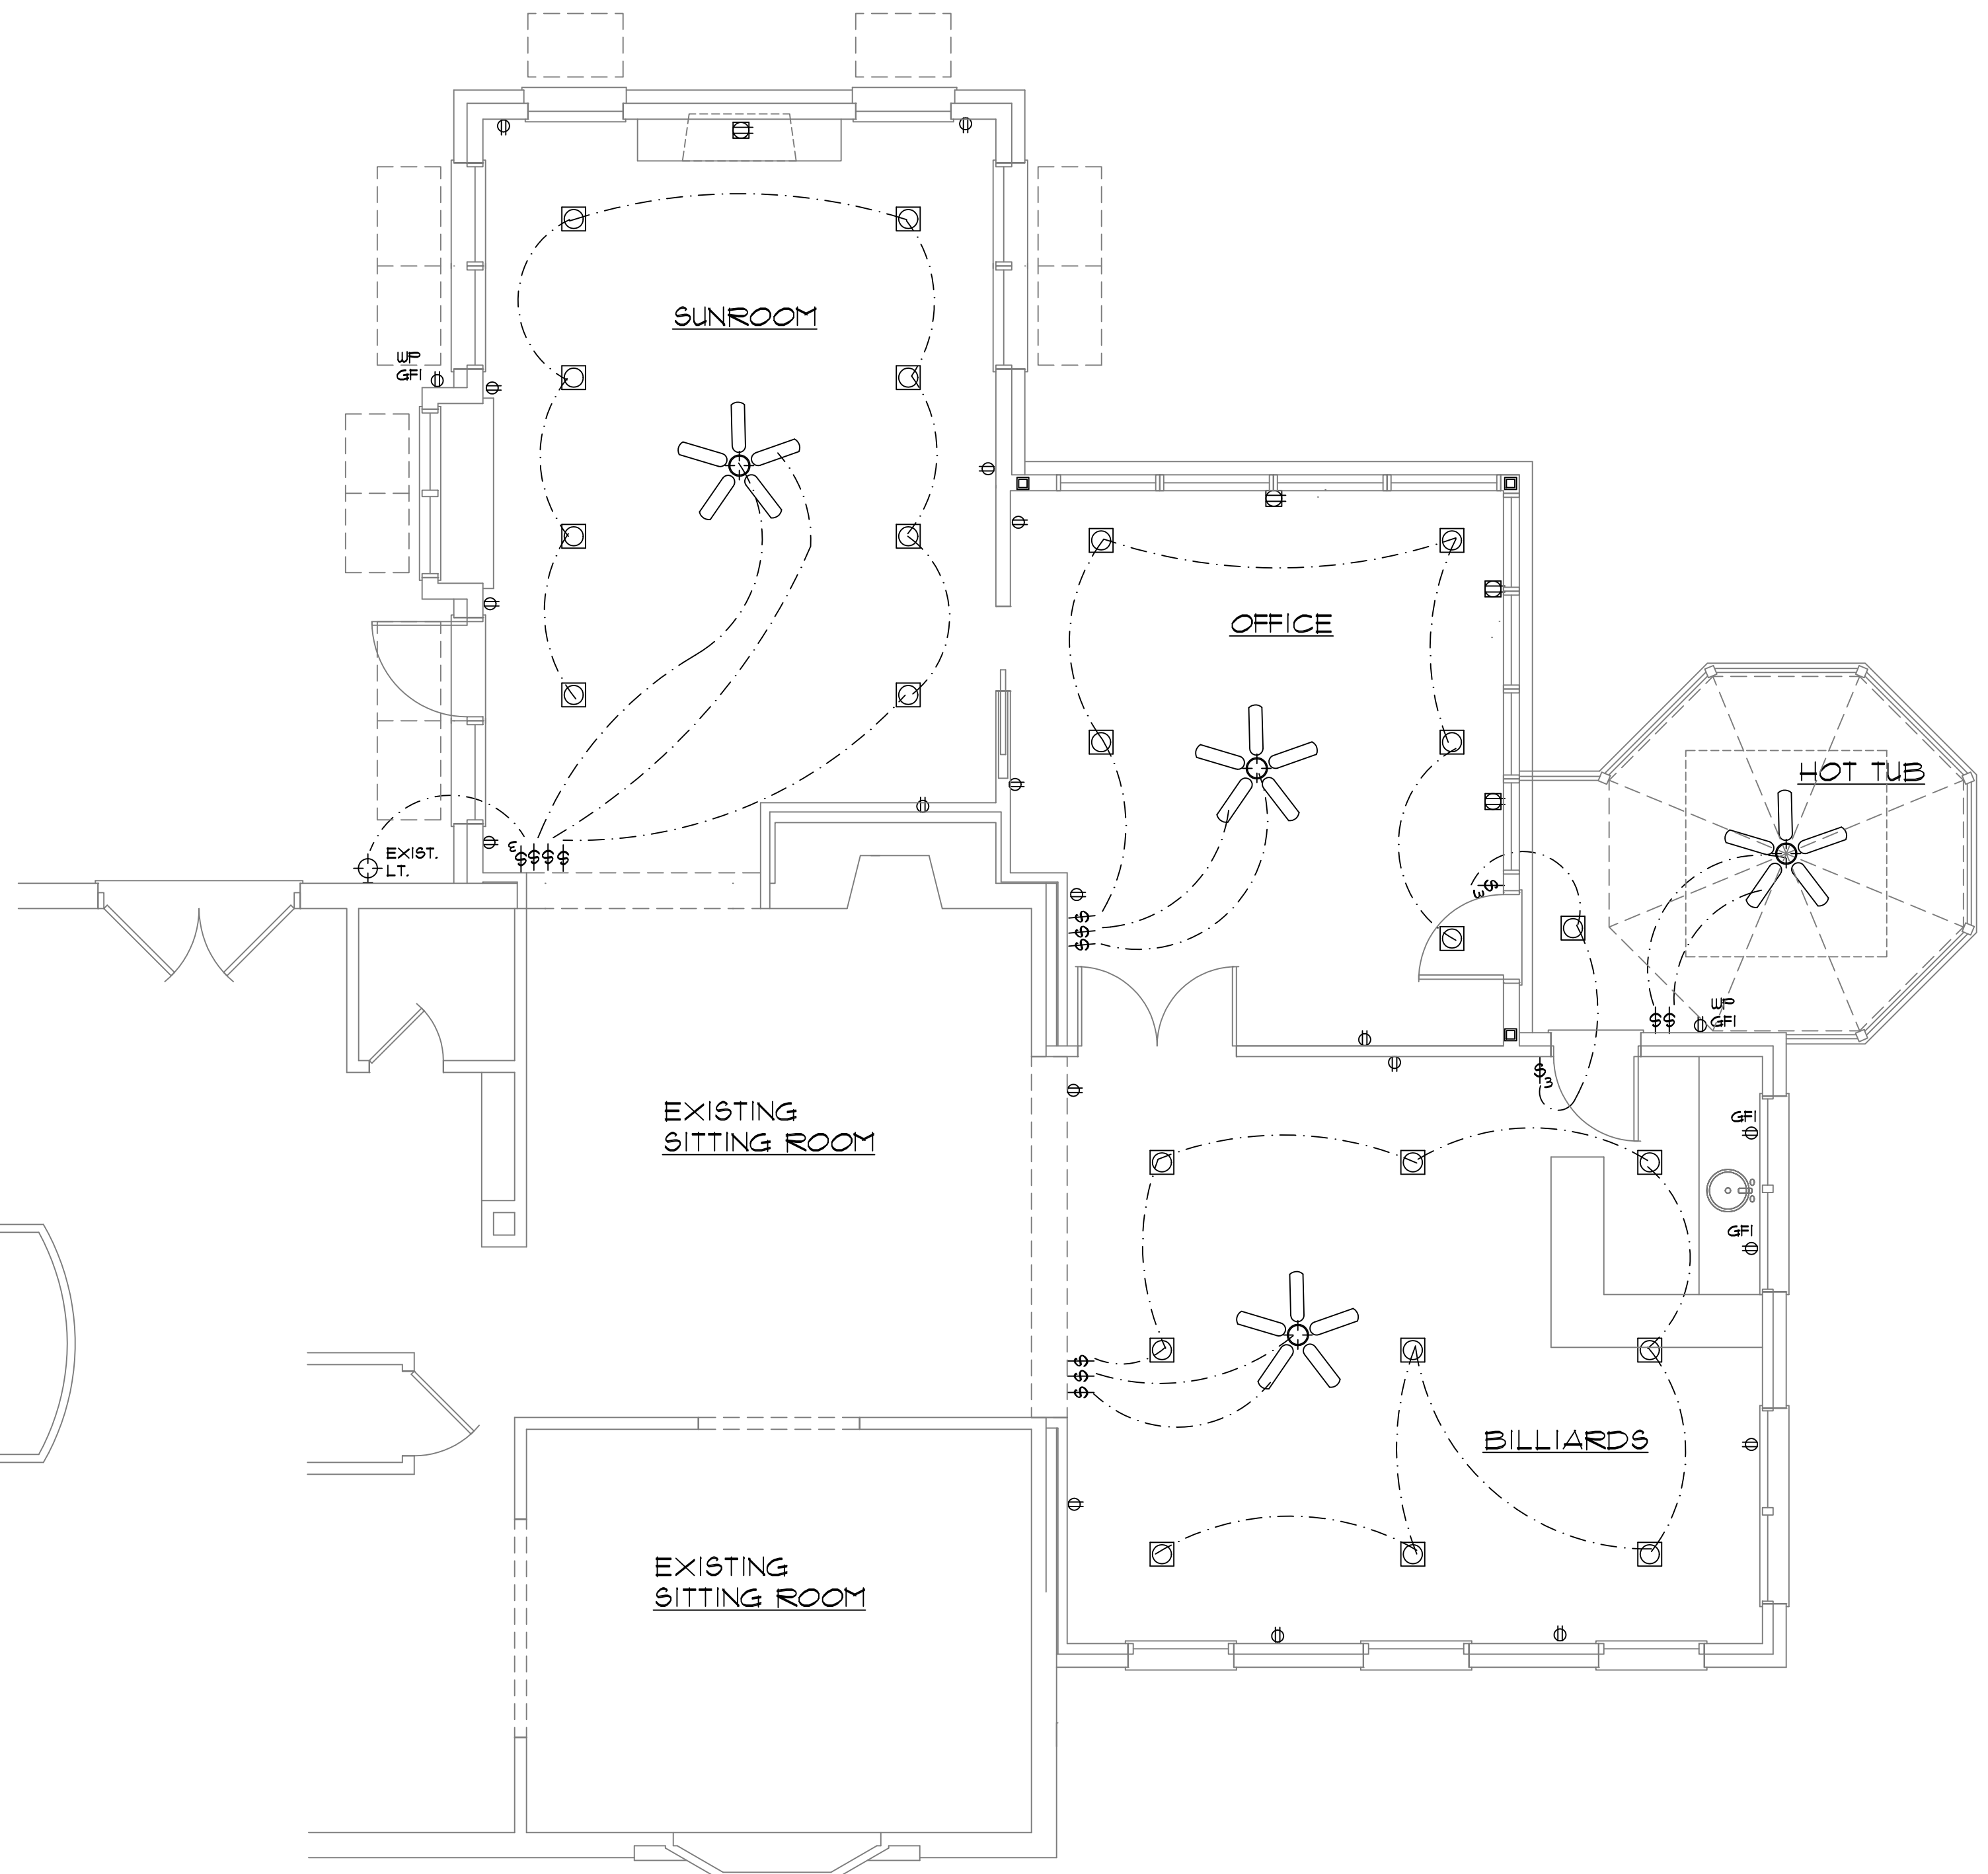 SUNROOM
WP
GFI
OFFICE
HOT TUB
EXIST.
LT.
3
$$$$
$
$
$
$3
$$
WP
GFI
$3
EXISTING
SITTING ROOM
GFI
GFI
$
$
$
BILLIARDS
EXISTING
SITTING ROOM